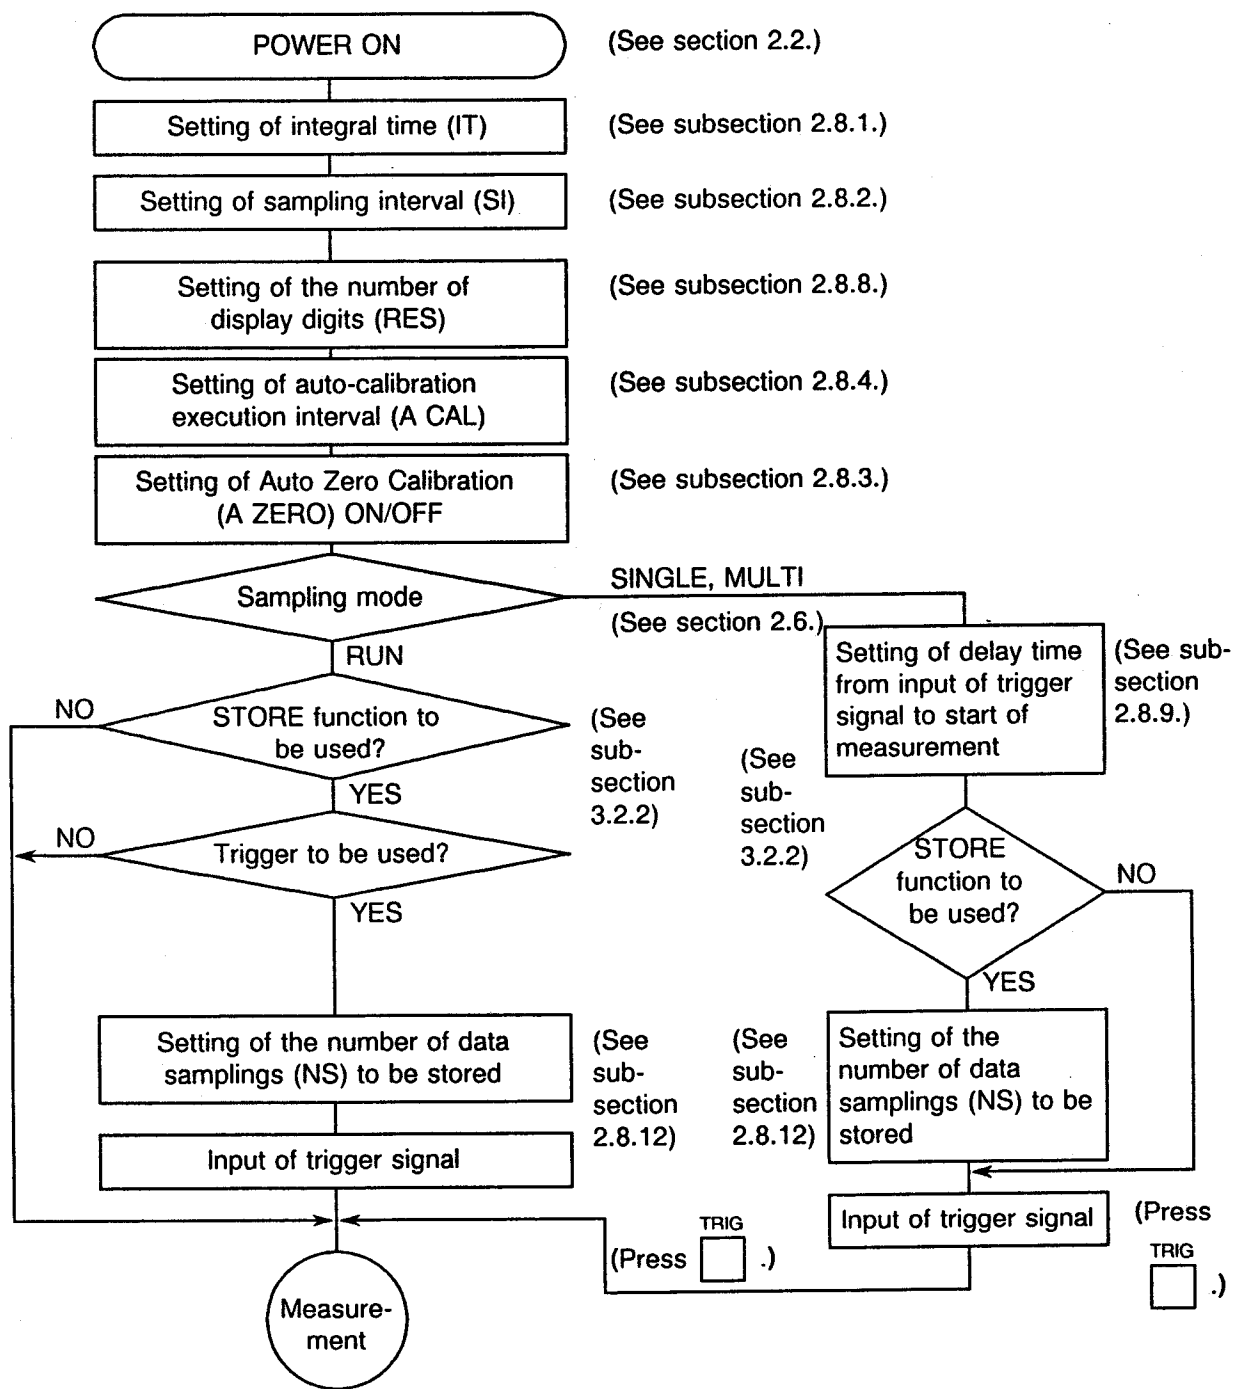 POWER ON
(See section 2.2.)
Setting of integral time (IT)
(See subsection 2.8.1.)
Setting of sampling interval (SI)
(See subsection 2.8.2.)
Setting of the number of
display digits (RES)
(See subsection 2.8.8.)
Setting of auto-calibration
execution interval (A CAL)
(See subsection 2.8.4.)
Setting of Auto Zero Calibration
(A ZERO) ON/OFF
(See subsection 2.8.3.)
Sampling mode
SINGLE, MULTI
(See section 2.6.)
RUN
Setting of delay time
from input of trigger
signal to start of
measurement
(See sub-
section
2.8.9.)
NO
STORE function to
be used?
(See
sub-
section
3.2.2)
YES
NO
Trigger to be used?
YES
(See
sub-
section
3.2.2)
STORE
function to
be used?
NO
YES
Setting of the number of data
samplings (NS) to be stored
(See
sub-
section
2.8.12)
(See
sub-
section
2.8.12)
Setting of the
number of data
samplings (NS) to be
stored
Input of trigger signal
TRIG
(Press .)
Input of trigger signal
(Press
TRIG
.)
Measure-
ment